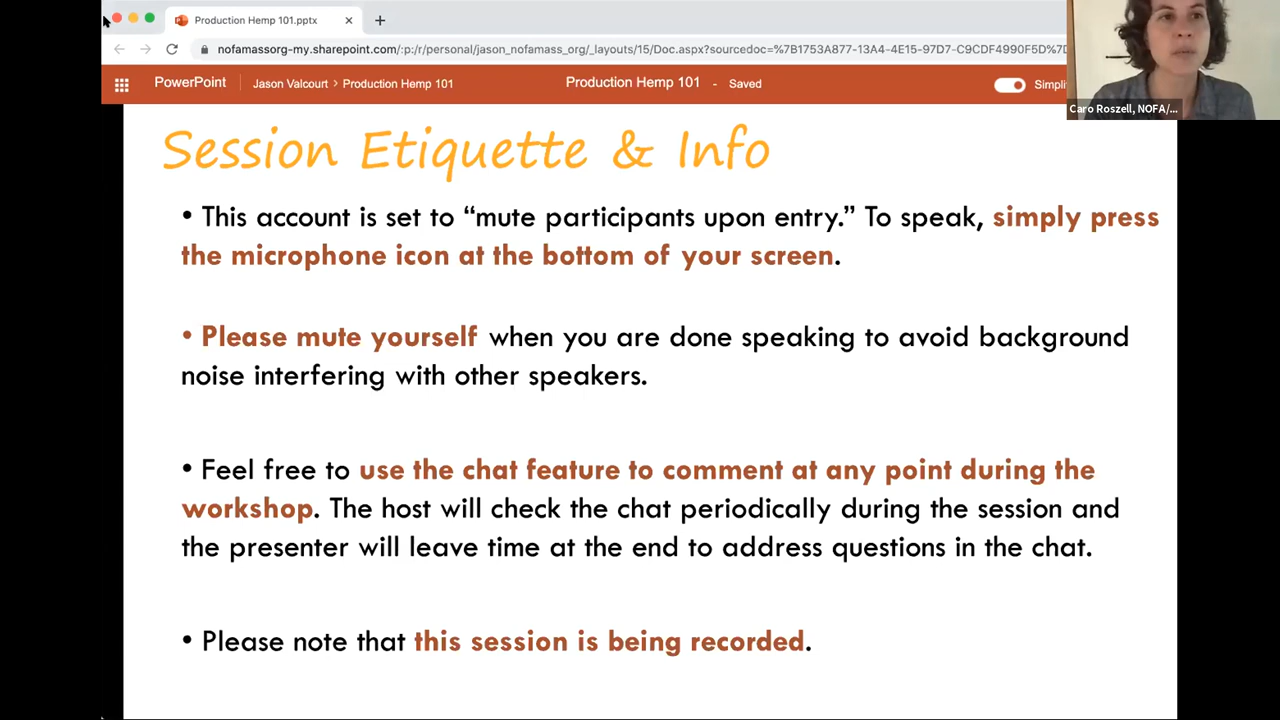 Production Hemp 101.pptx
nofamassorg-my.sharepoint.com/:p:/r/personal/jason_nofamass_org/_layouts/15/Doc.aspx?sourcedoc=%7B1753A877-13A4-4E15-97D7-C9CDF4990F5D%7D
PowerPoint Jason Valcourt > Production Hemp 101 Production Hemp 101 - Saved Simpli
Caro Roszell, NOFA/...
Session Etiquette & Info
• This account is set to “mute participants upon entry.” To speak, simply press
the microphone icon at the bottom of your screen.
• Please mute yourself when you are done speaking to avoid background
noise interfering with other speakers.
• Feel free to use the chat feature to comment at any point during the
workshop. The host will check the chat periodically during the session and
the presenter will leave time at the end to address questions in the chat.
• Please note that this session is being recorded.